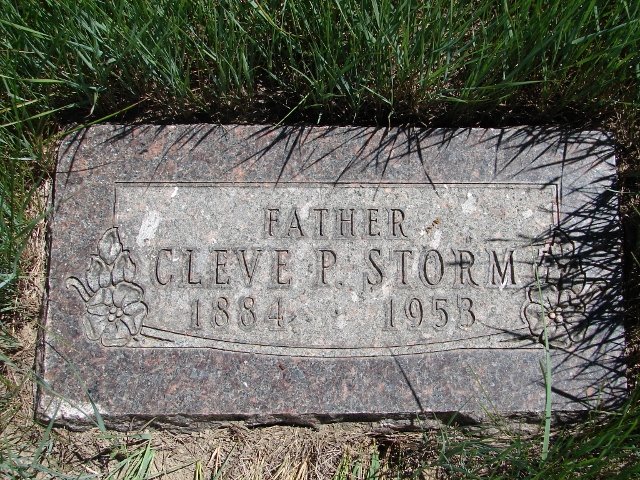 FATHER
CLEVE P. STORM
1884 · 1953